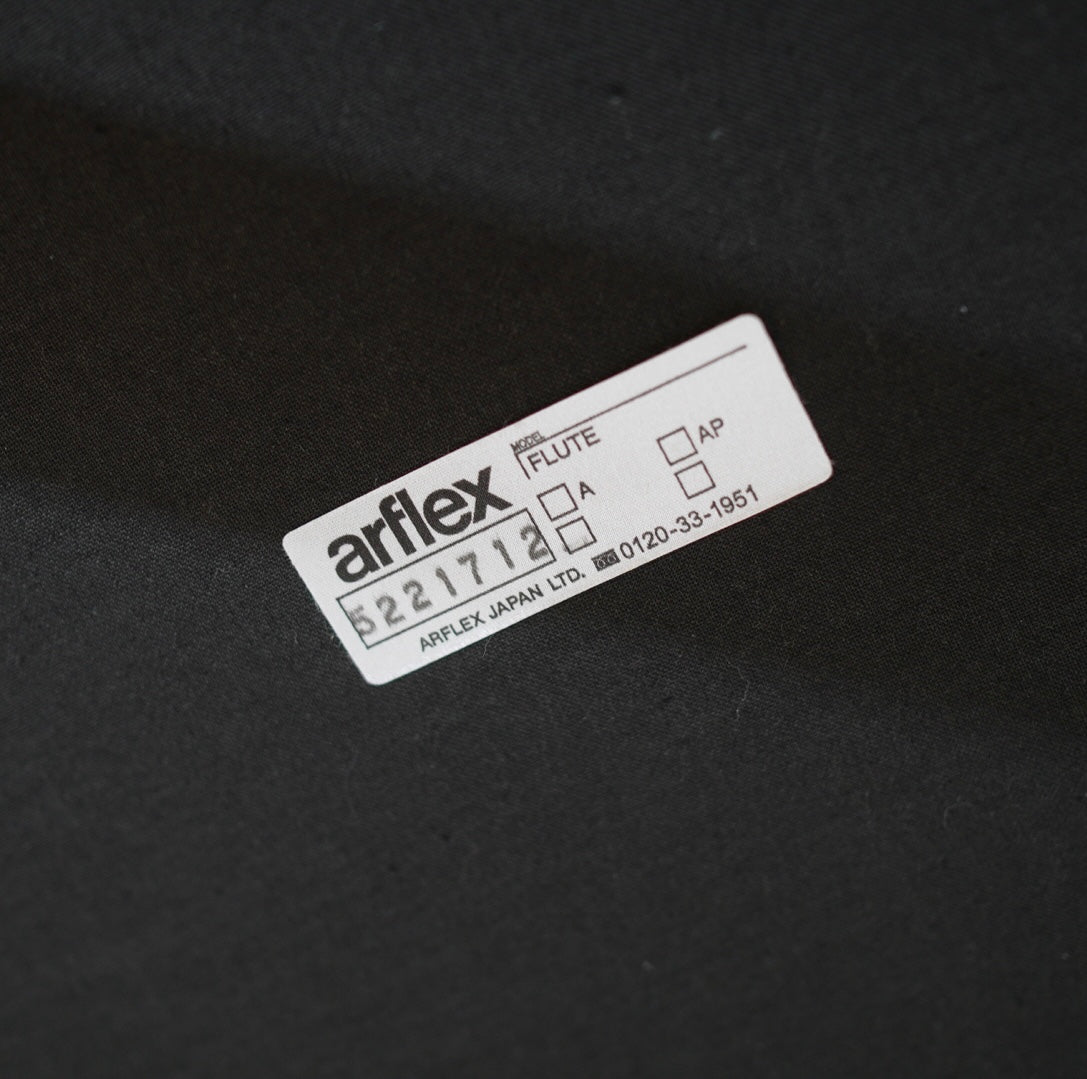 arflex
5221712
MODEL
FLUTE
A
AP
ARFLEX JAPAN LTD. 0120-33-1951